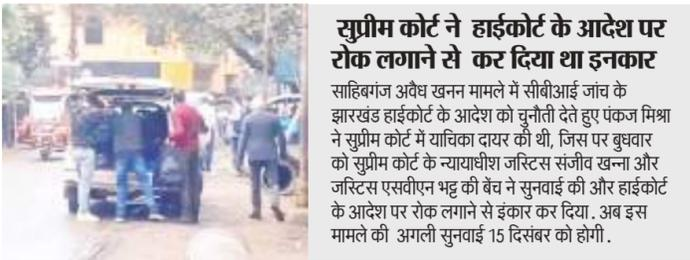 सुप्रीम कोर्ट ने हाईकोर्ट के आदेश पर
रोक लगाने से कर दिया था इनकार
साहिबगंज अवैध खनन मामले में सीबीआई जांच के
झारखंड हाईकोर्ट के आदेश को चुनौती देते हुए पंकज मिश्रा
ने सुप्रीम कोर्ट में याचिका दायर की थी, जिस पर बुधवार
को सुप्रीम कोर्ट के न्यायाधीश जस्टिस संजीव खन्ना और
जस्टिस एसवीएन भट्ट की बेंच ने सुनवाई की और हाईकोर्ट
के आदेश पर रोक लगाने से इंकार कर दिया. अब इस
मामले की अगली सुनवाई 15 दिसंबर को होगी.